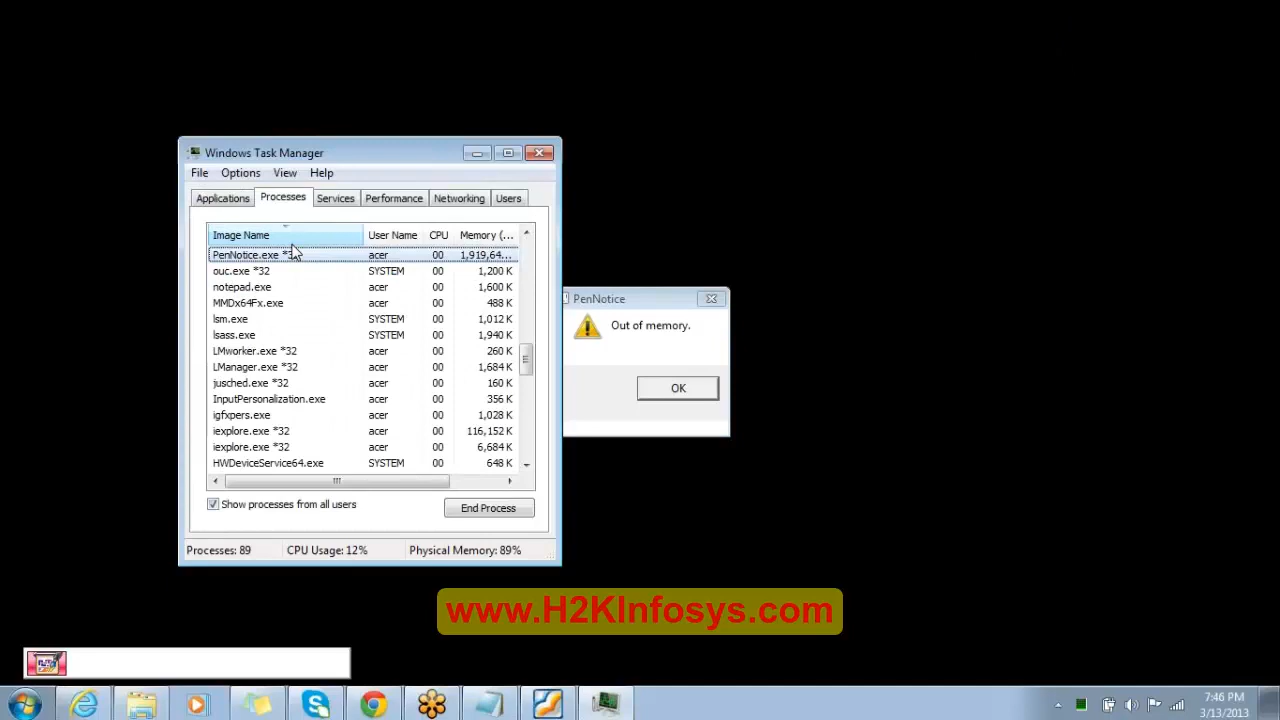 Windows Task Manager
File Options View Help
Applications Processes Services Performance Networking Users
Image Name User Name CPU Memory (...
PenNotice.exe *3 acer 00 1,919,64...
ouc.exe *32 SYSTEM 00 1,200 K
notepad.exe acer 00 1,600 K
MMDx64Fx.exe acer 00 488 K
lsm.exe SYSTEM 00 1,012 K
lsass.exe SYSTEM 00 1,940 K
LMworker.exe *32 acer 00 260 K
LManager.exe *32 acer 00 1,684 K
jusched.exe *32 acer 00 160 K
InputPersonalization.exe acer 00 356 K
igfxpers.exe acer 00 1,028 K
iexplore.exe *32 acer 00 116,152 K
iexplore.exe *32 acer 00 6,684 K
HWDeviceService64.exe SYSTEM 00 648 K
Show processes from all users
End Process
Processes: 89 CPU Usage: 12% Physical Memory: 89%
PenNotice
Out of memory.
OK
www.H2KInfosys.com
7:46 PM
3/13/2013